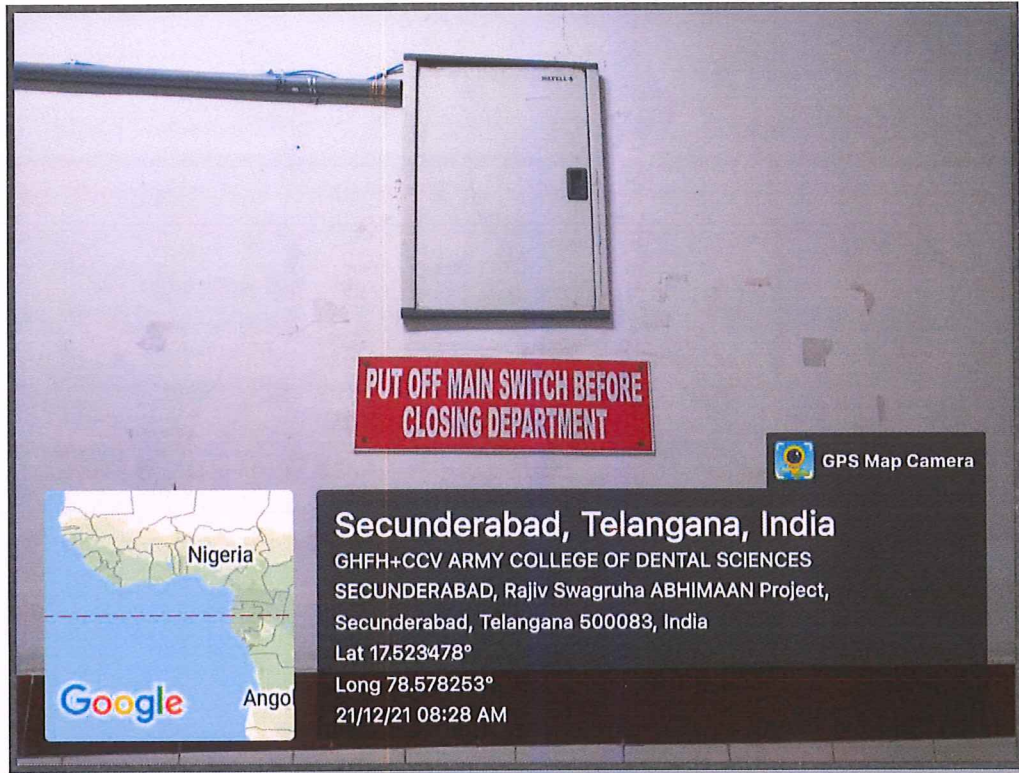 HAVELLS
PUT OFF MAIN SWITCH BEFORE
CLOSING DEPARTMENT
GPS Map Camera
Nigeria
Angol
Google
Secunderabad, Telangana, India
GHFH+CCV ARMY COLLEGE OF DENTAL SCIENCES
SECUNDERABAD, Rajiv Swagruha ABHIMAAN Project,
Secunderabad, Telangana 500083, India
Lat 17.523478°
Long 78.578253°
21/12/21 08:28 AM